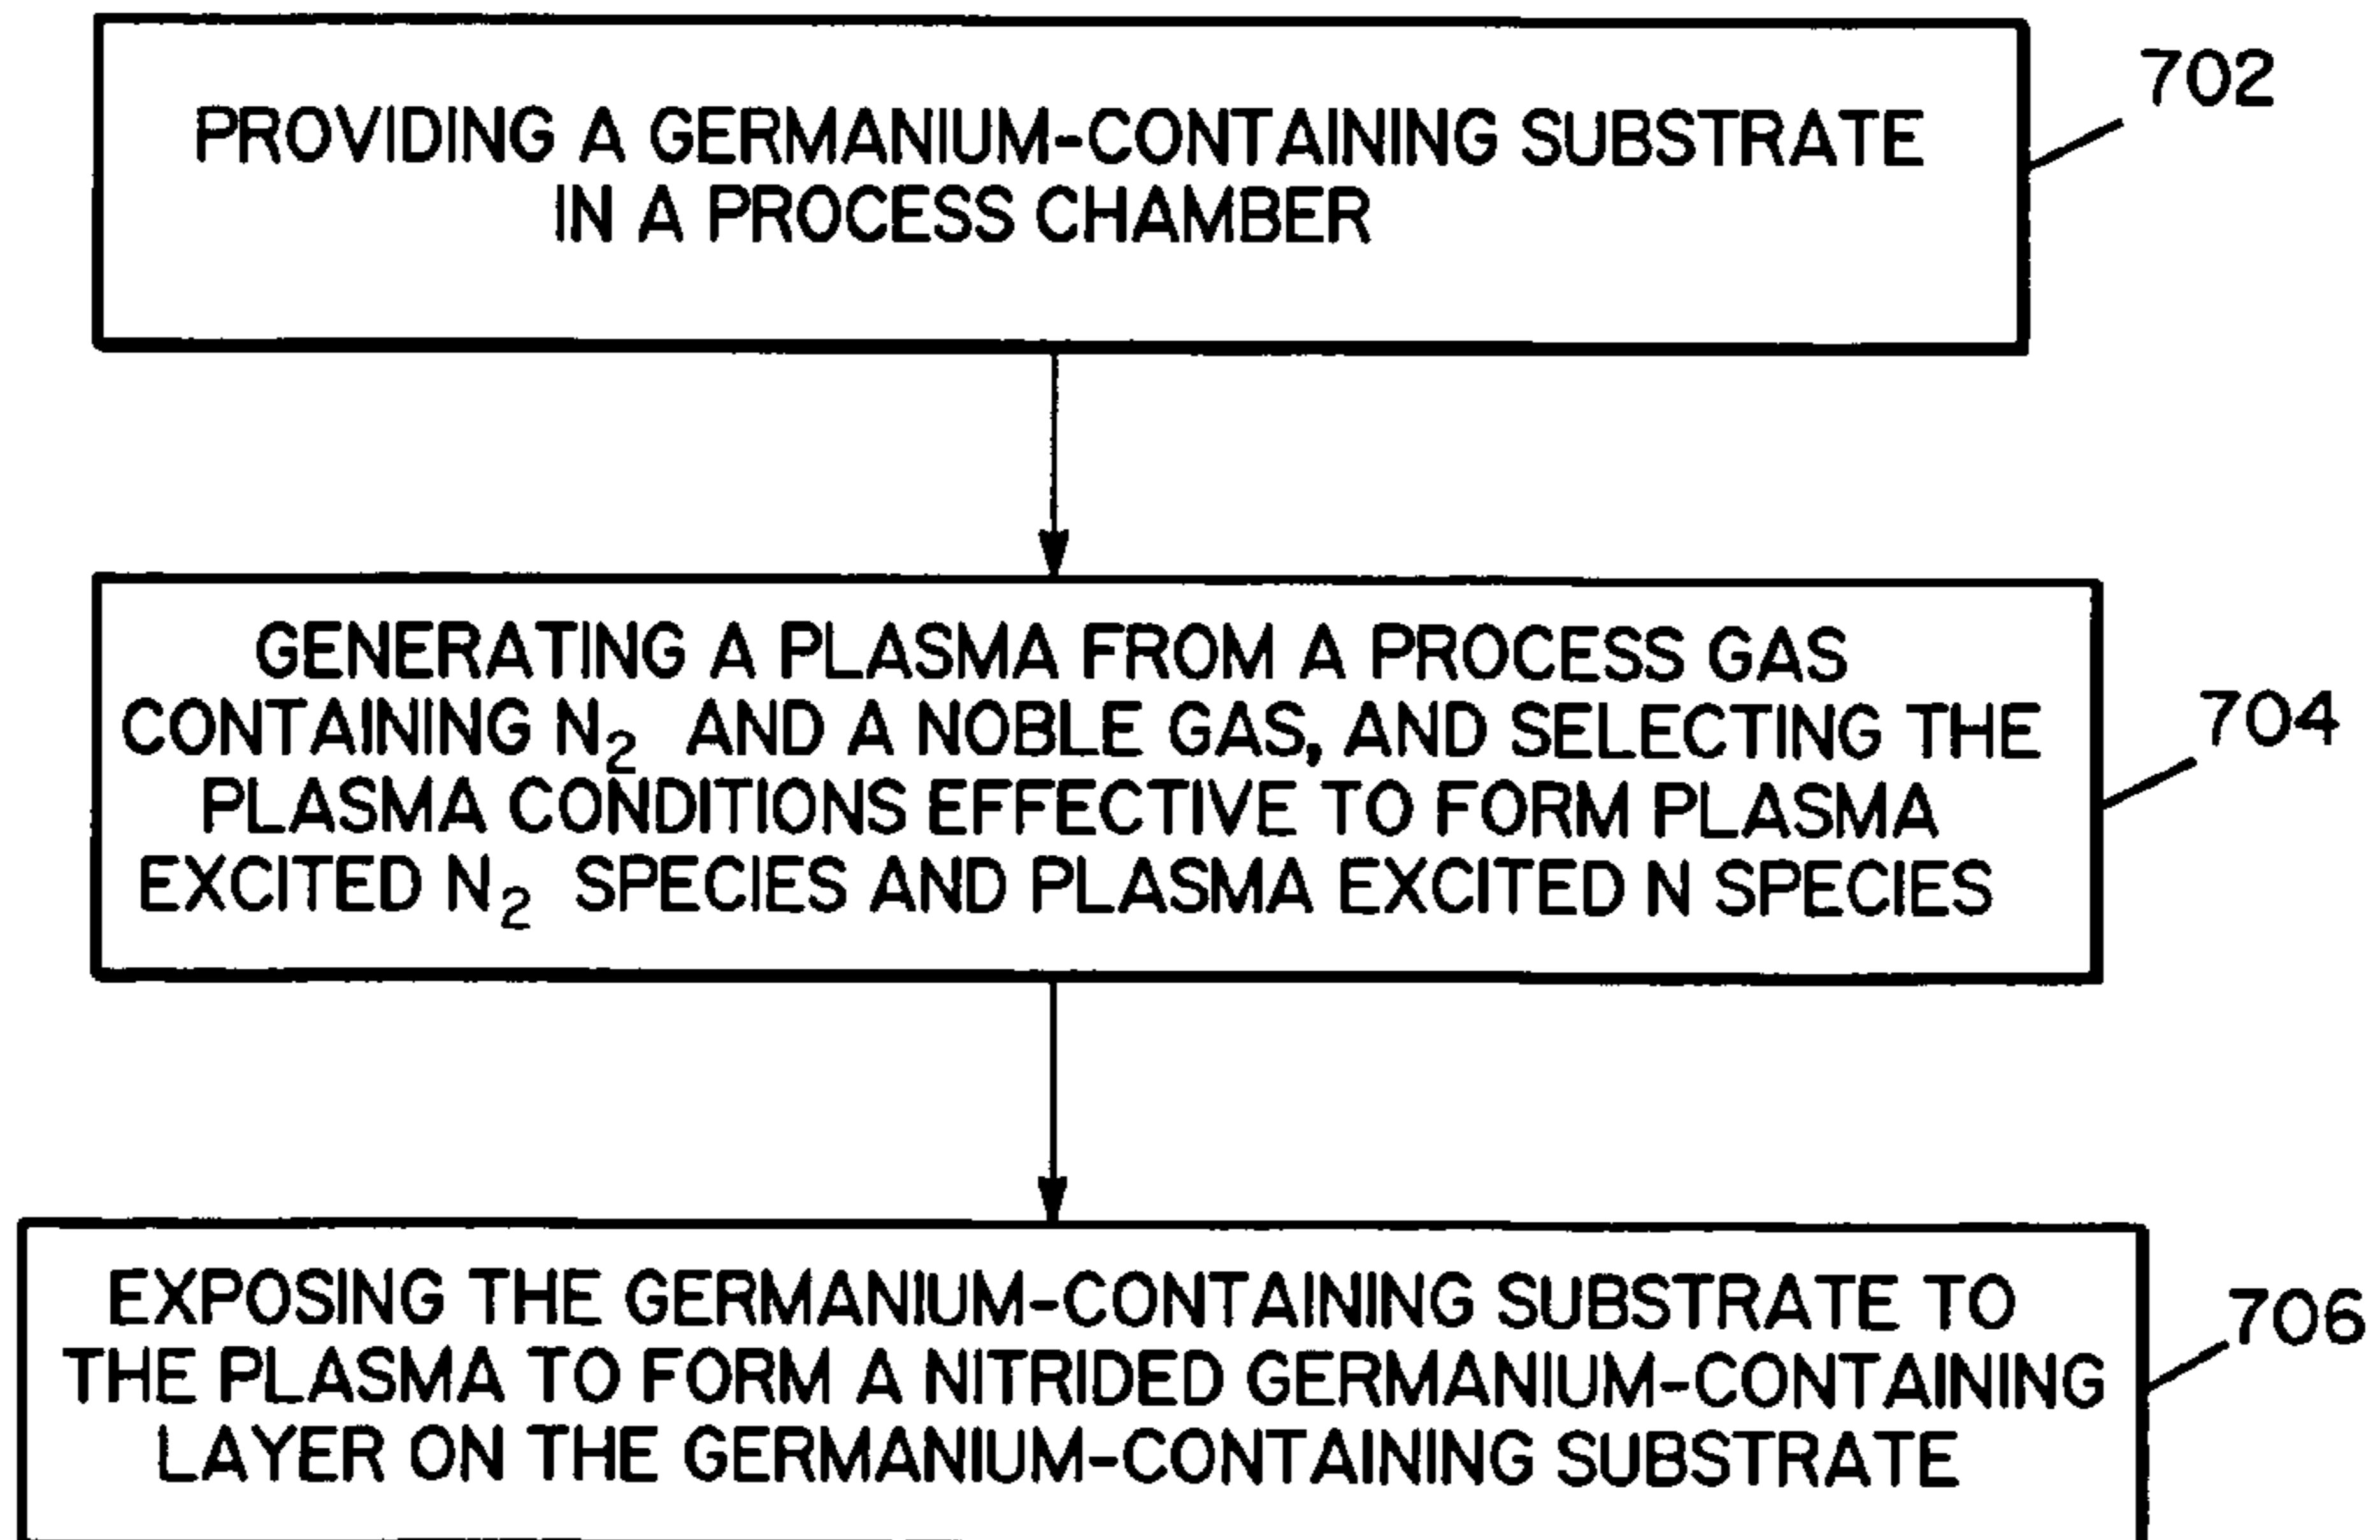 702
PROVIDING A GERMANIUM-CONTAINING SUBSTRATE
IN A PROCESS CHAMBER
GENERATING A PLASMA FROM A PROCESS GAS
CONTAINING N₂ AND A NOBLE GAS, AND SELECTING THE
PLASMA CONDITIONS EFFECTIVE TO FORM PLASMA
EXCITED N₂ SPECIES AND PLASMA EXCITED N SPECIES
704
EXPOSING THE GERMANIUM-CONTAINING SUBSTRATE TO
THE PLASMA TO FORM A NITRIDED GERMANIUM-CONTAINING
LAYER ON THE GERMANIUM-CONTAINING SUBSTRATE
706